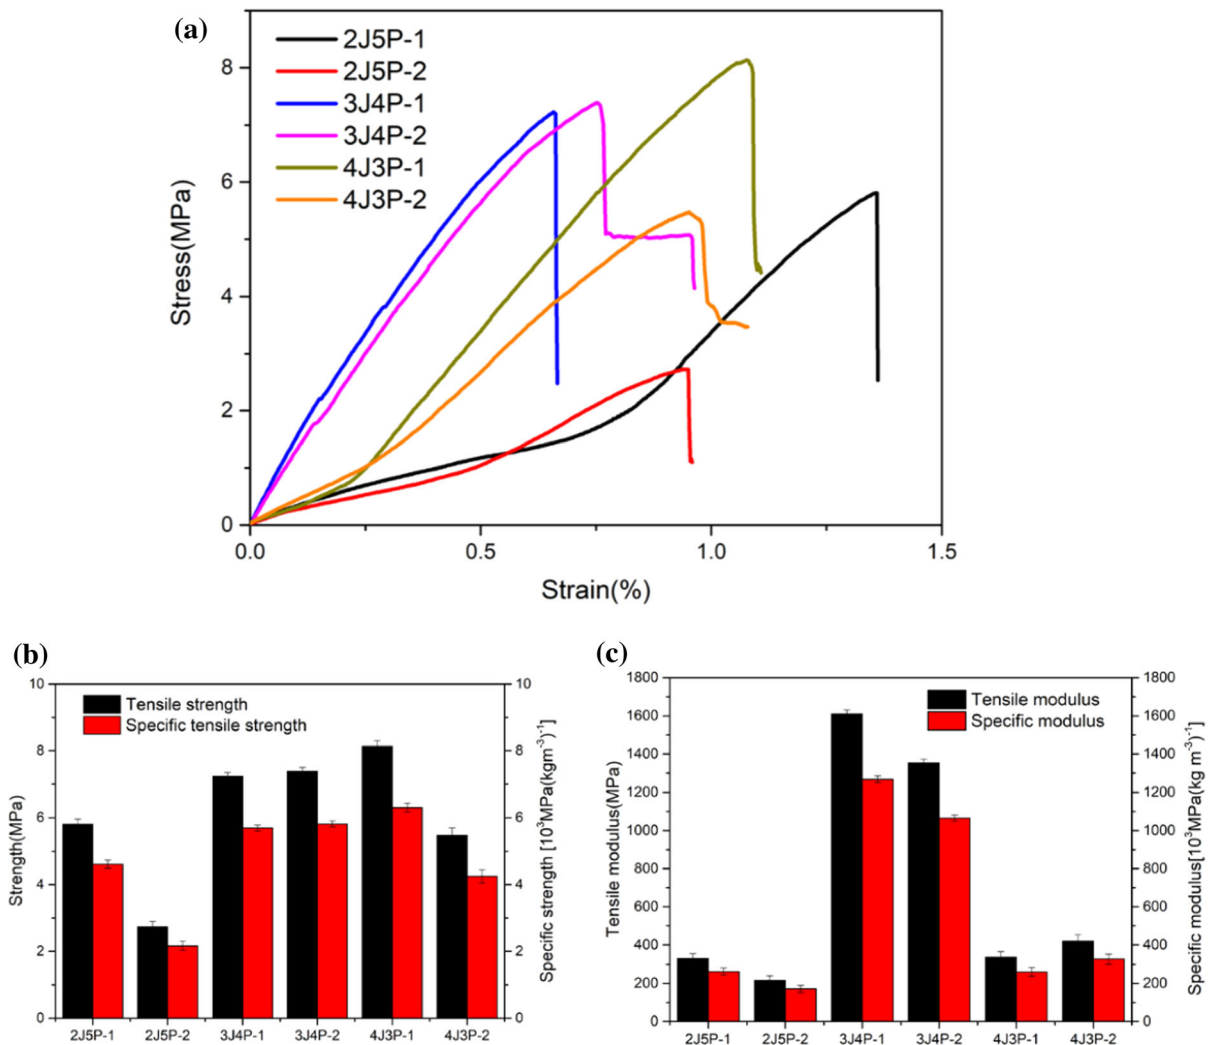 (a)
2J5P-1
2J5P-2
3J4P-1
3J4P-2
4J3P-1
4J3P-2
Stress(MPa)
8
6
4
2
0
0.0 0.5 1.0 1.5
Strain(%)
(b)
Tensile strength
Specific tensile strength
Strength(MPa)
10
8
6
4
2
0
10
8
6
4
2
0
Specific strength [10³MPa(kgm⁻³)⁻¹]
2J5P-1 2J5P-2 3J4P-1 3J4P-2 4J3P-1 4J3P-2
(c)
Tensile modulus
Specific modulus
Tensile modulus(MPa)
1800
1600
1400
1200
1000
800
600
400
200
0
1800
1600
1400
1200
1000
800
600
400
200
0
Specific modulus[10³MPa(kg m⁻³)⁻¹]
2J5P-1 2J5P-2 3J4P-1 3J4P-2 4J3P-1 4J3P-2